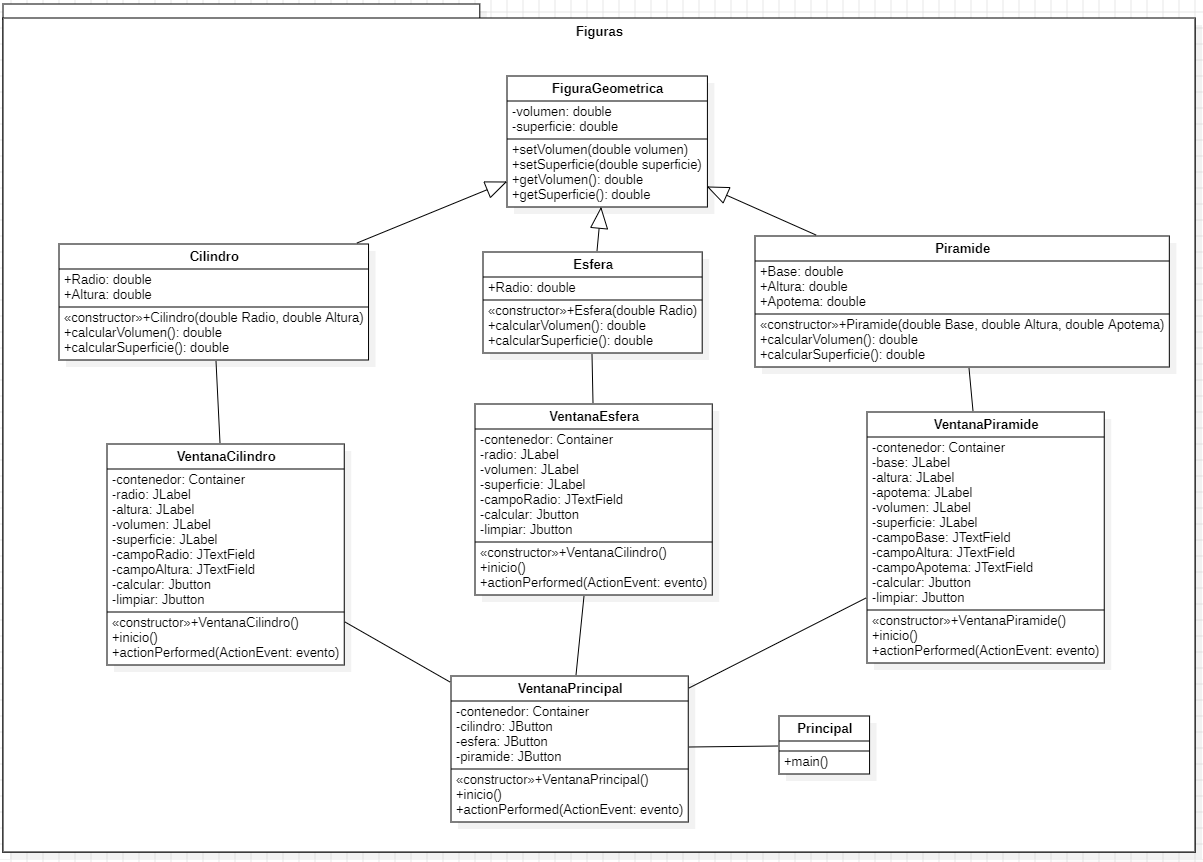 Figuras
FiguraGeometrica
-volumen: double
-superficie: double
+setVolumen(double volumen)
+setSuperficie(double superficie)
+getVolumen(): double
+getSuperficie(): double
Cilindro
+Radio: double
+Altura: double
«constructor»+Cilindro(double Radio, double Altura)
+calcularVolumen(): double
+calcularSuperficie(): double
Esfera
+Radio: double
«constructor»+Esfera(double Radio)
+calcularVolumen(): double
+calcularSuperficie(): double
Piramide
+Base: double
+Altura: double
+Apotema: double
«constructor»+Piramide(double Base, double Altura, double Apotema)
+calcularVolumen(): double
+calcularSuperficie(): double
VentanaCilindro
-contenedor: Container
-radio: JLabel
-altura: JLabel
-volumen: JLabel
-superficie: JLabel
-campoRadio: JTextField
-campoAltura: JTextField
-calcular: Jbutton
-limpiar: Jbutton
«constructor»+VentanaCilindro()
+inicio()
+actionPerformed(ActionEvent: evento)
VentanaEsfera
-contenedor: Container
-radio: JLabel
-volumen: JLabel
-superficie: JLabel
-campoRadio: JTextField
-calcular: Jbutton
-limpiar: Jbutton
«constructor»+VentanaCilindro()
+inicio()
+actionPerformed(ActionEvent: evento)
VentanaPiramide
-contenedor: Container
-base: JLabel
-altura: JLabel
-apotema: JLabel
-volumen: JLabel
-superficie: JLabel
-campoBase: JTextField
-campoAltura: JTextField
-campoApotema: JTextField
-calcular: Jbutton
-limpiar: Jbutton
«constructor»+VentanaPiramide()
+inicio()
+actionPerformed(ActionEvent: evento)
VentanaPrincipal
-contenedor: Container
-cilindro: JButton
-esfera: JButton
-piramide: JButton
«constructor»+VentanaPrincipal()
+inicio()
+actionPerformed(ActionEvent: evento)
Principal
+main()